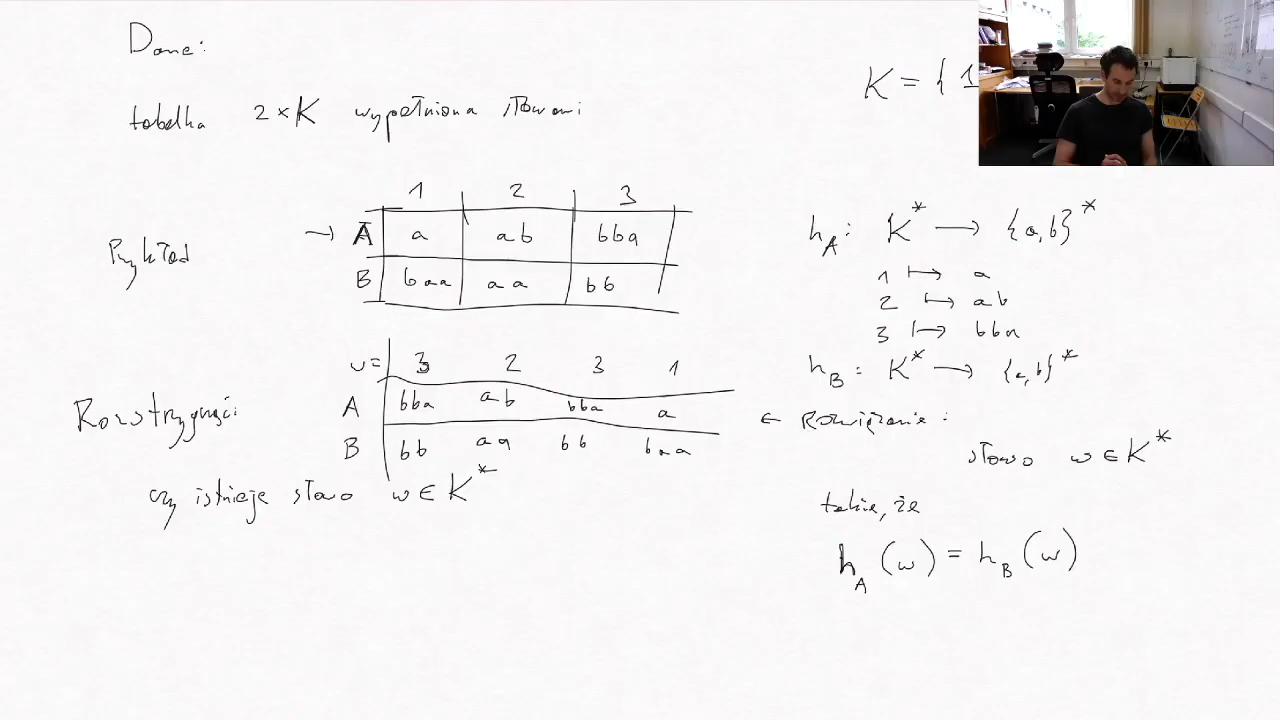 Dane:
tabelka 2 × K wypełniona słowami
K = { 1
Przykład
1 2 3
→ A a ab bba
B baa aa bb
h_A : K* → {a,b}*
1 ↦ a
2 ↦ ab
3 ↦ bba
h_B : K* → {a,b}*
w = 3 2 3 1
A bba ab bba a
B bb aa bb baa
← Rozwiązanie:
słowo w ∈ K*
takie, że
h_A (w) = h_B (w)
Rozstrzygnąć:
czy istnieje słowo w ∈ K*